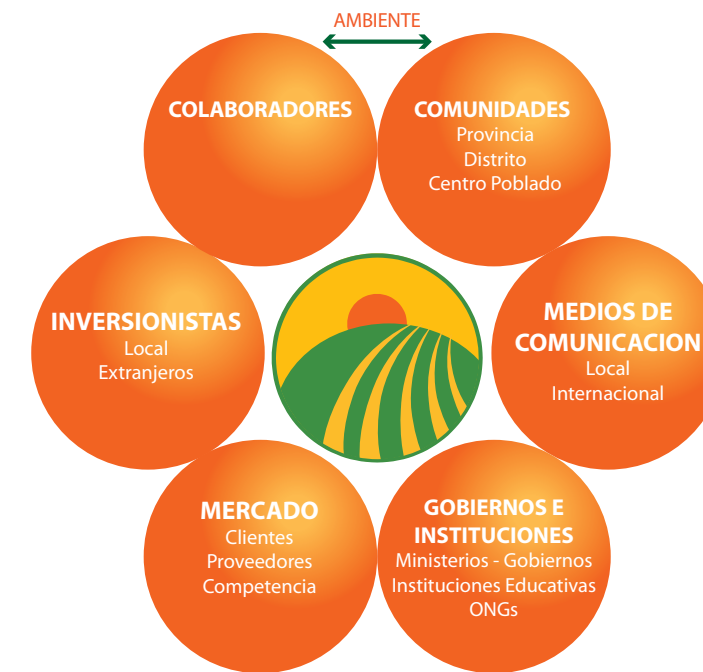 AMBIENTE
COLABORADORES
COMUNIDADES
Provincia
Distrito
Centro Poblado
INVERSIONISTAS
Local
Extranjeros
MEDIOS DE
COMUNICACION
Local
Internacional
MERCADO
Clientes
Proveedores
Competencia
GOBIERNOS E
INSTITUCIONES
Ministerios - Gobiernos
Instituciones Educativas
ONGs